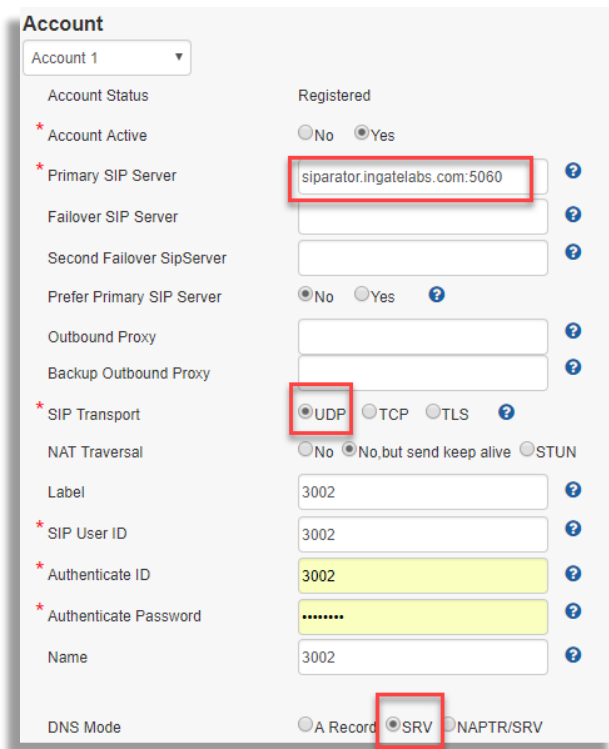 Account
Account 1
Account Status Registered
* Account Active No Yes
* Primary SIP Server siparator.ingatelabs.com:5060 ?
Failover SIP Server ?
Second Failover SipServer ?
Prefer Primary SIP Server No Yes ?
Outbound Proxy ?
Backup Outbound Proxy ?
* SIP Transport UDP TCP TLS ?
NAT Traversal No No,but send keep alive STUN
Label 3002 ?
* SIP User ID 3002 ?
* Authenticate ID 3002 ?
* Authenticate Password •••••••• ?
Name 3002 ?
DNS Mode A Record SRV NAPTR/SRV